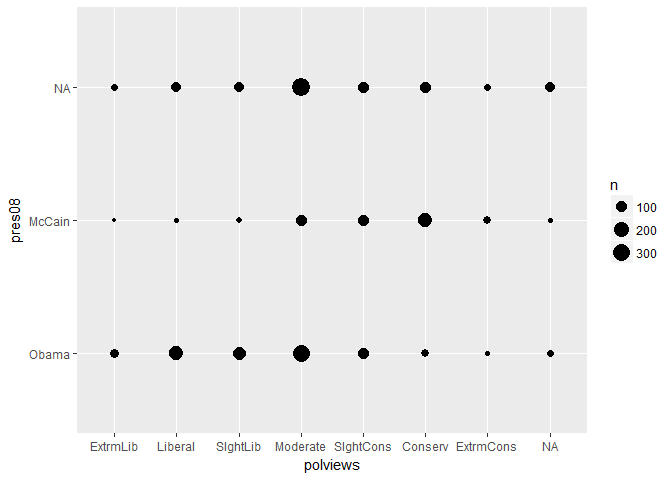 pres08
NA
McCain
Obama
ExtrmLib Liberal SlghtLib Moderate SlghtCons Conserv ExtrmCons NA
polviews
n
100
200
300